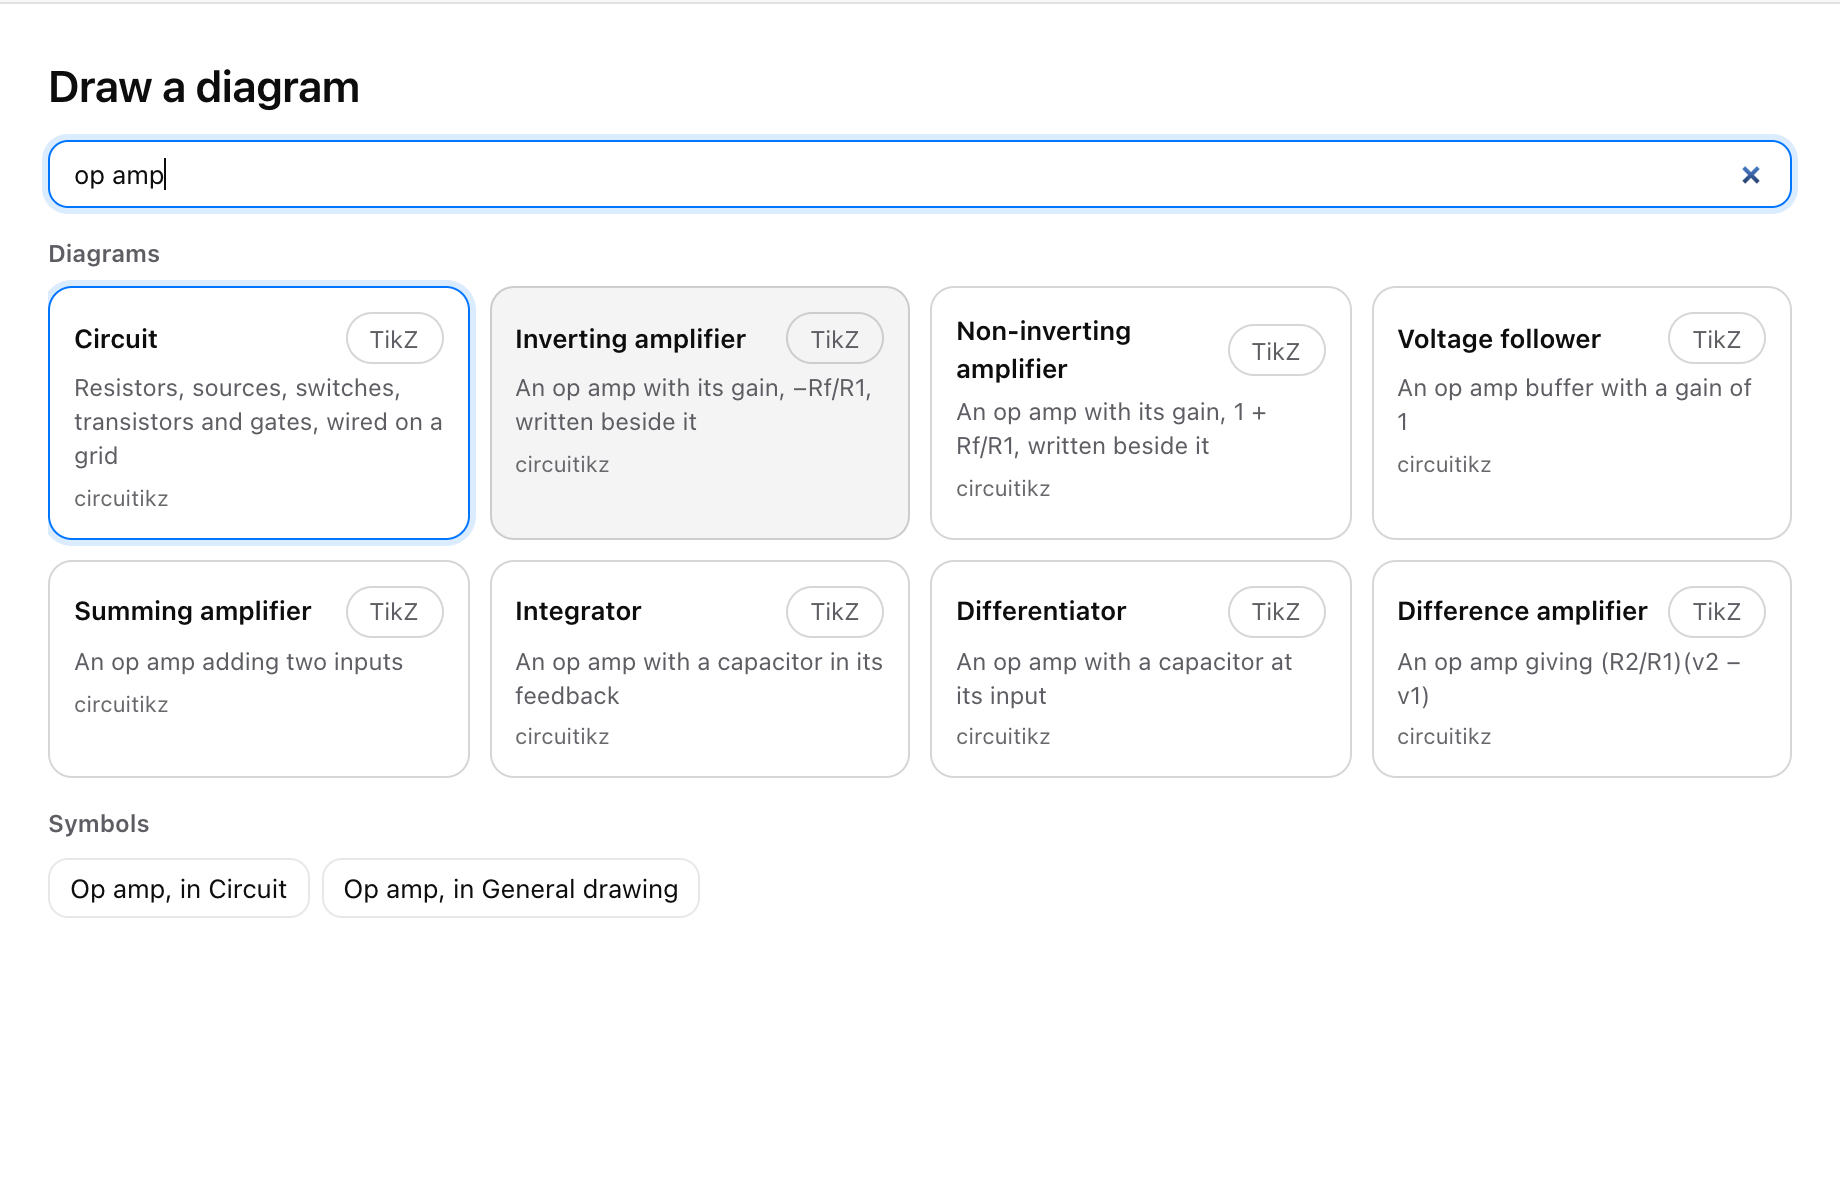 Draw a diagram
op amp
Diagrams
Circuit
TikZ
Resistors, sources, switches,
transistors and gates, wired on a
grid
circuitikz
Inverting amplifier
TikZ
An op amp with its gain, −Rf/R1,
written beside it
circuitikz
Non-inverting
amplifier
TikZ
An op amp with its gain, 1 +
Rf/R1, written beside it
circuitikz
Voltage follower
TikZ
An op amp buffer with a gain of
1
circuitikz
Summing amplifier
TikZ
An op amp adding two inputs
circuitikz
Integrator
TikZ
An op amp with a capacitor in its
feedback
circuitikz
Differentiator
TikZ
An op amp with a capacitor at
its input
circuitikz
Difference amplifier
TikZ
An op amp giving (R2/R1)(v2 −
v1)
circuitikz
Symbols
Op amp, in Circuit
Op amp, in General drawing